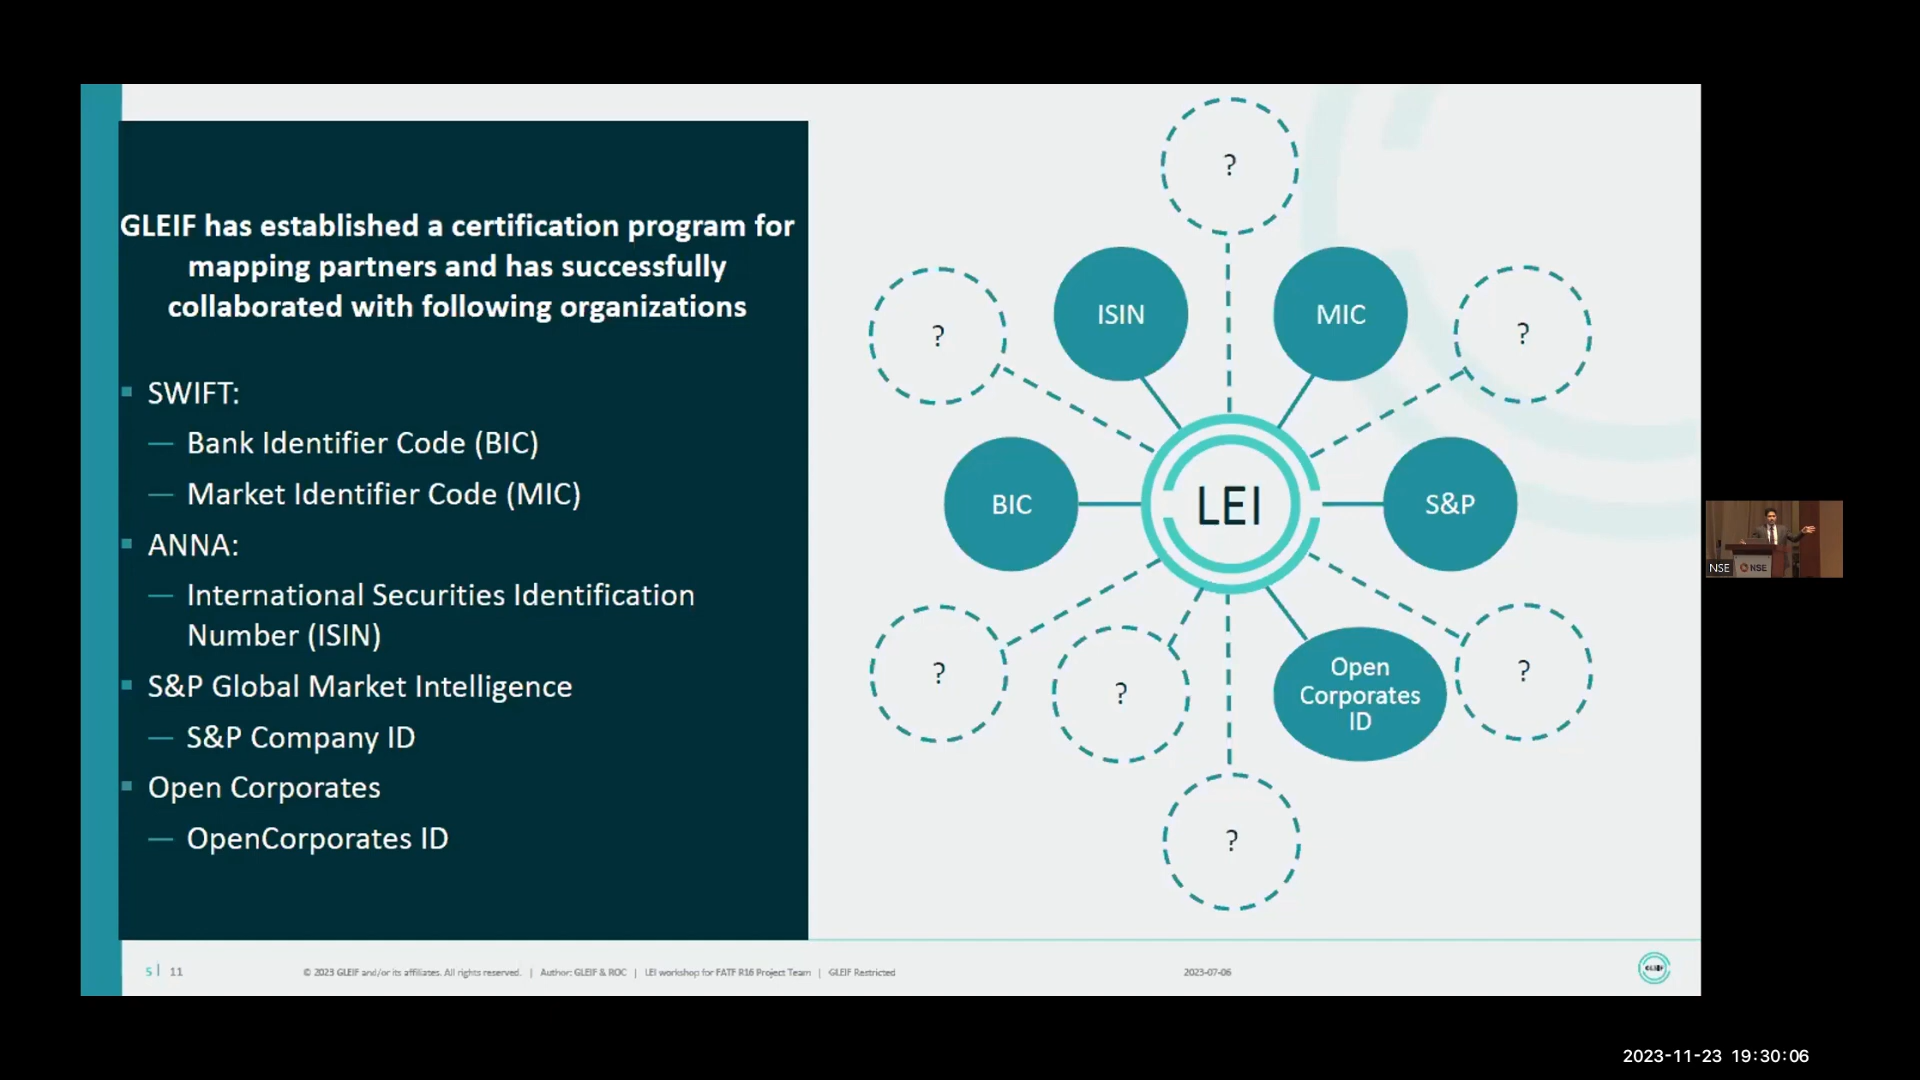 GLEIF has established a certification program for
mapping partners and has successfully
collaborated with following organizations
SWIFT:
Bank Identifier Code (BIC)
Market Identifier Code (MIC)
ANNA:
International Securities Identification
Number (ISIN)
S&P Global Market Intelligence
S&P Company ID
Open Corporates
OpenCorporates ID
?
ISIN
MIC
?
?
BIC
LEI
S&P
?
?
Open
Corporates
ID
?
?
NSE
NSE
5 | 11
© 2023 GLEIF and/or its affiliates. All rights reserved. | Author: GLEIF & ROC | LEI workshop for FATF R16 Project Team | GLEIF Restricted
2023-07-06
GLEIF
2023-11-23 19:30:06